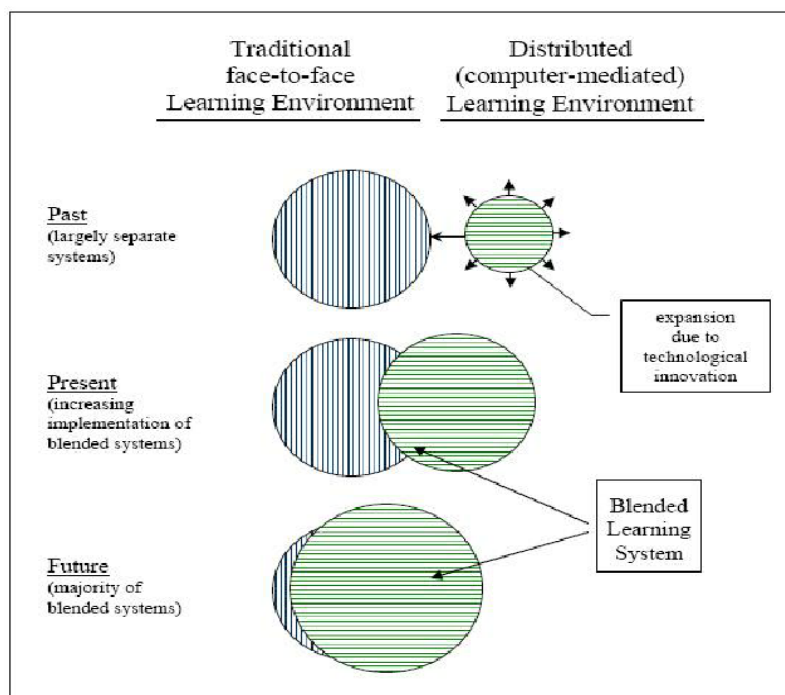 Traditional
face-to-face
Learning Environment
Distributed
(computer-mediated)
Learning Environment
Past
(largely separate
systems)
expansion
due to
technological
innovation
Present
(increasing
implementation of
blended systems)
Blended
Learning
System
Future
(majority of
blended systems)